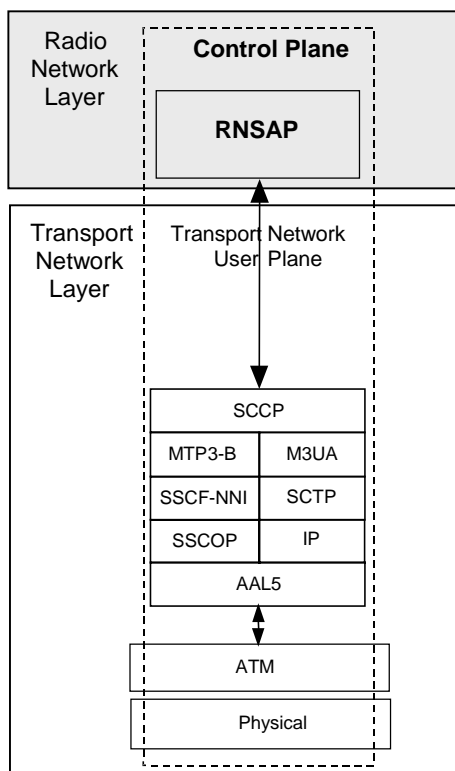 Radio
Network
Layer
Control Plane
RNSAP
Transport
Network
Layer
Transport Network
User Plane
SCCP
MTP3-B
M3UA
SSCF-NNI
SCTP
SSCOP
IP
AAL5
ATM
Physical